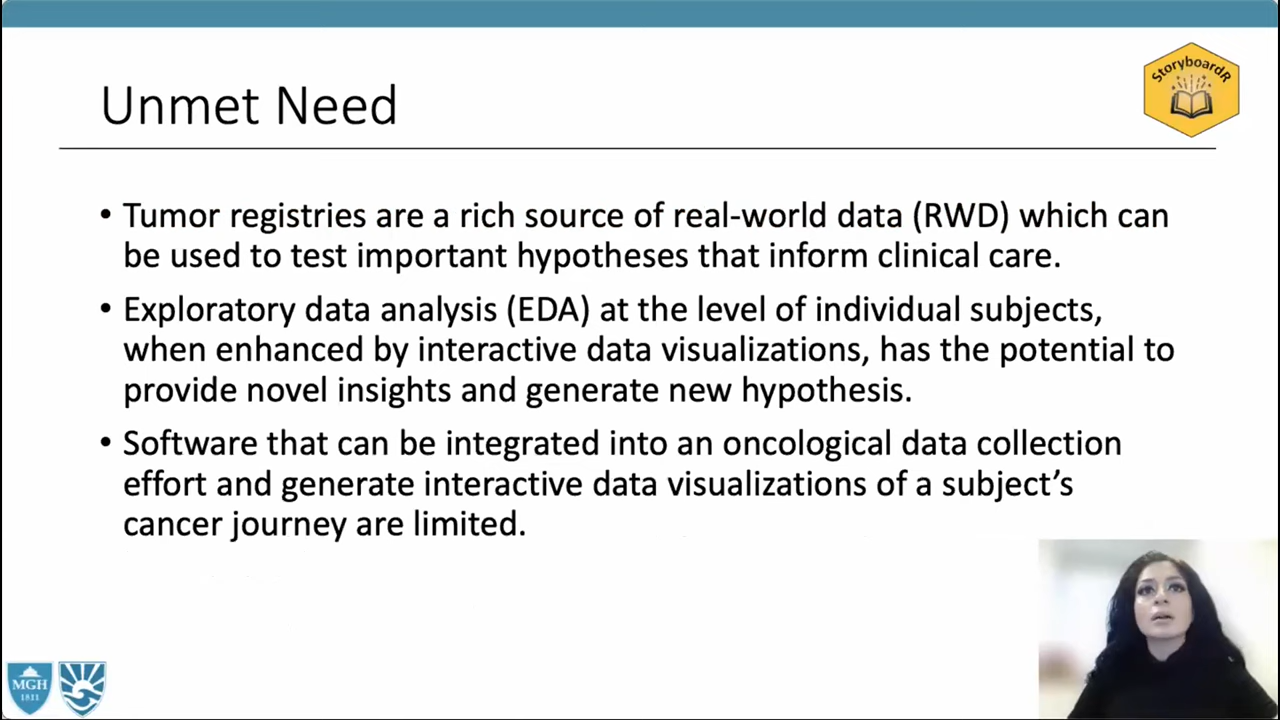 StoryboardR
Unmet Need
• Tumor registries are a rich source of real-world data (RWD) which can
be used to test important hypotheses that inform clinical care.
• Exploratory data analysis (EDA) at the level of individual subjects,
when enhanced by interactive data visualizations, has the potential to
provide novel insights and generate new hypothesis.
• Software that can be integrated into an oncological data collection
effort and generate interactive data visualizations of a subject's
cancer journey are limited.
MGH
1811